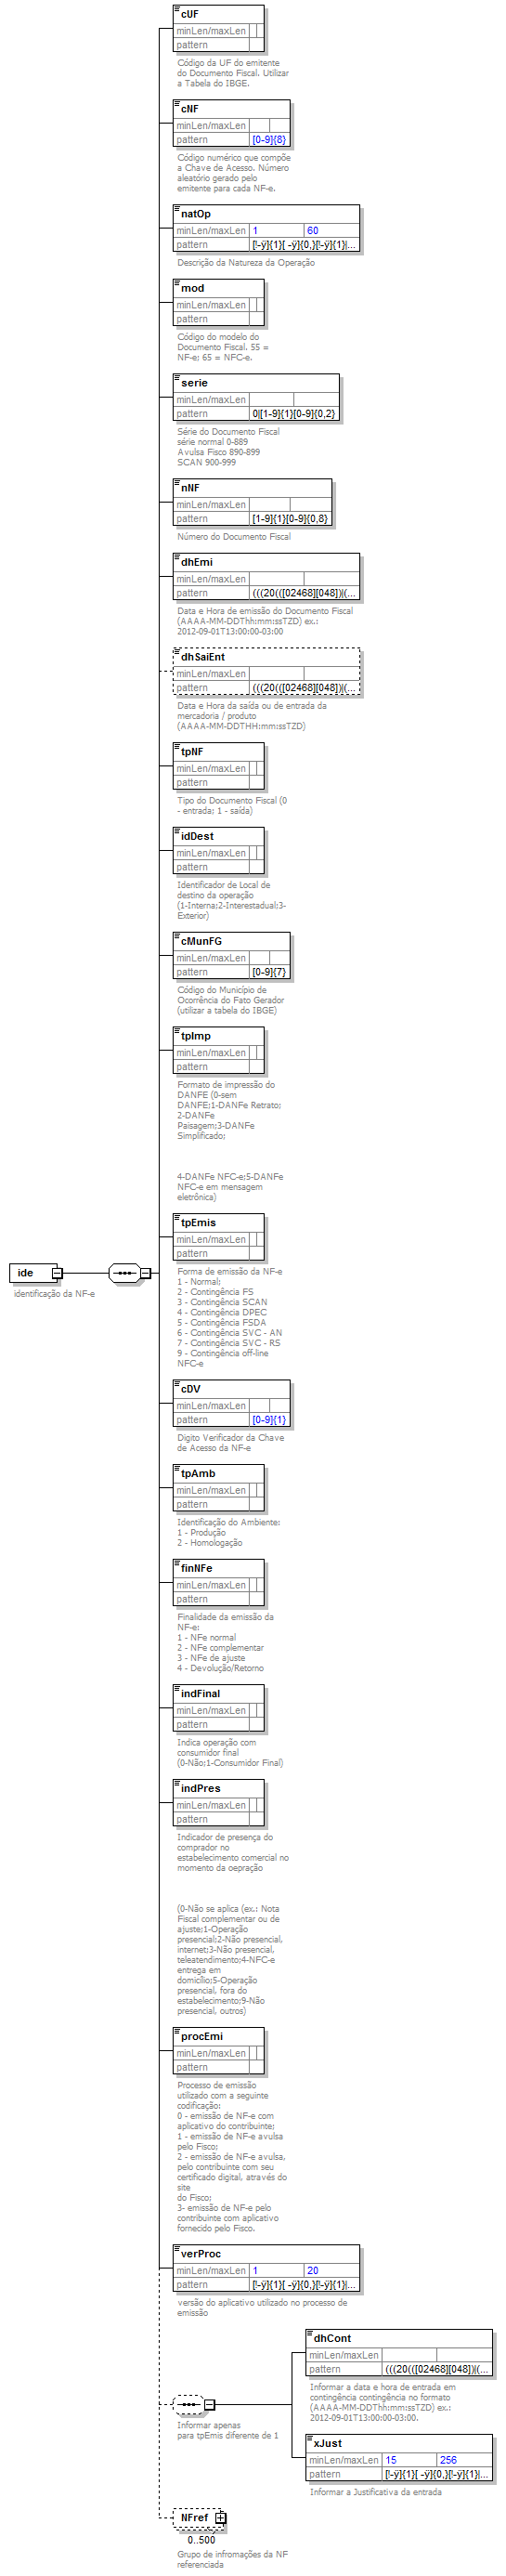 cUF
minLen/maxLen
pattern
Código da UF do emitente
do Documento Fiscal. Utilizar
a Tabela do IBGE.
cNF
minLen/maxLen
pattern [0-9]{8}
Código numérico que compõe
a Chave de Acesso. Número
aleatório gerado pelo
emitente para cada NF-e.
natOp
minLen/maxLen 1 60
pattern [!-ÿ]{1}[ -ÿ]{0,}[!-ÿ]{1}|...
Descrição da Natureza da Operação
mod
minLen/maxLen
pattern
Código do modelo do
Documento Fiscal. 55 =
NF-e; 65 = NFC-e.
serie
minLen/maxLen
pattern 0|[1-9]{1}[0-9]{0,2}
Série do Documento Fiscal
série normal 0-889
Avulsa Fisco 890-899
SCAN 900-999
nNF
minLen/maxLen
pattern [1-9]{1}[0-9]{0,8}
Número do Documento Fiscal
dhEmi
minLen/maxLen
pattern (((20(([02468][048])|(...
Data e Hora de emissão do Documento Fiscal
(AAAA-MM-DDThh:mm:ssTZD) ex.:
2012-09-01T13:00:00-03:00
dhSaiEnt
minLen/maxLen
pattern (((20(([02468][048])|(...
Data e Hora da saída ou de entrada da
mercadoria / produto
(AAAA-MM-DDTHH:mm:ssTZD)
tpNF
minLen/maxLen
pattern
Tipo do Documento Fiscal (0
- entrada; 1 - saída)
idDest
minLen/maxLen
pattern
Identificador de Local de
destino da operação
(1-Interna;2-Interestadual;3-
Exterior)
cMunFG
minLen/maxLen
pattern [0-9]{7}
Código do Município de
Ocorrência do Fato Gerador
(utilizar a tabela do IBGE)
tpImp
minLen/maxLen
pattern
Formato de impressão do
DANFE (0-sem
DANFE;1-DANFe Retrato;
2-DANFe
Paisagem;3-DANFe
Simplificado;
4-DANFe NFC-e;5-DANFe
NFC-e em mensagem
eletrônica)
ide
identificação da NF-e
tpEmis
minLen/maxLen
pattern
Forma de emissão da NF-e
1 - Normal;
2 - Contingência FS
3 - Contingência SCAN
4 - Contingência DPEC
5 - Contingência FSDA
6 - Contingência SVC - AN
7 - Contingência SVC - RS
9 - Contingência off-line
NFC-e
cDV
minLen/maxLen
pattern [0-9]{1}
Digito Verificador da Chave
de Acesso da NF-e
tpAmb
minLen/maxLen
pattern
Identificação do Ambiente:
1 - Produção
2 - Homologação
finNFe
minLen/maxLen
pattern
Finalidade da emissão da
NF-e:
1 - NFe normal
2 - NFe complementar
3 - NFe de ajuste
4 - Devolução/Retorno
indFinal
minLen/maxLen
pattern
Indica operação com
consumidor final
(0-Não;1-Consumidor Final)
indPres
minLen/maxLen
pattern
Indicador de presença do
comprador no
estabelecimento comercial no
momento da oepração
(0-Não se aplica (ex.: Nota
Fiscal complementar ou de
ajuste;1-Operação
presencial;2-Não presencial,
internet;3-Não presencial,
teleatendimento;4-NFC-e
entrega em
domicílio;5-Operação
presencial, fora do
estabelecimento;9-Não
presencial, outros)
procEmi
minLen/maxLen
pattern
Processo de emissão
utilizado com a seguinte
codificação:
0 - emissão de NF-e com
aplicativo do contribuinte;
1 - emissão de NF-e avulsa
pelo Fisco;
2 - emissão de NF-e avulsa,
pelo contribuinte com seu
certificado digital, através do
site
do Fisco;
3- emissão de NF-e pelo
contribuinte com aplicativo
fornecido pelo Fisco.
verProc
minLen/maxLen 1 20
pattern [!-ÿ]{1}[ -ÿ]{0,}[!-ÿ]{1}|...
versão do aplicativo utilizado no processo de
emissão
dhCont
minLen/maxLen
pattern (((20(([02468][048])|(...
Informar a data e hora de entrada em
contingência contingência no formato
(AAAA-MM-DDThh:mm:ssTZD) ex.:
2012-09-01T13:00:00-03:00.
Informar apenas
para tpEmis diferente de 1
xJust
minLen/maxLen 15 256
pattern [!-ÿ]{1}[ -ÿ]{0,}[!-ÿ]{1}|...
Informar a Justificativa da entrada
NFref
0..500
Grupo de infromações da NF
referenciada